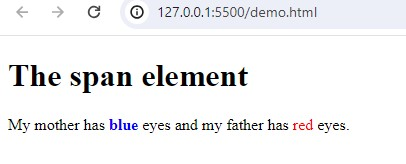 127.0.0.1:5500/demo.html
The span element
My mother has blue eyes and my father has red eyes.